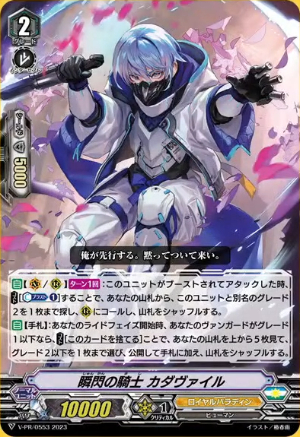 2
グレード
5000
俺が先行する。黙ってついて来い。
【ターン1回】:このユニットがブーストされてアタックした時、
ことで、あなたの山札から、このユニットと別名のグレード
2を1枚まで探し、
にコールし、山札をシャッフルする。
【手札】:あなたのライドフェイズ開始時、あなたのヴァンガードがグレード
1以下なら、[このカードを捨てる]ことで、あなたの山札を上から5枚見て、
グレード2以下を1枚まで選び、公開して手札に加え、山札をシャッフルする。
瞬閃の騎士 カダヴァイル
ユニット
10000
クリティカル
1
ロイヤルパラディン
ヒューマン
V-PR-0553 2023